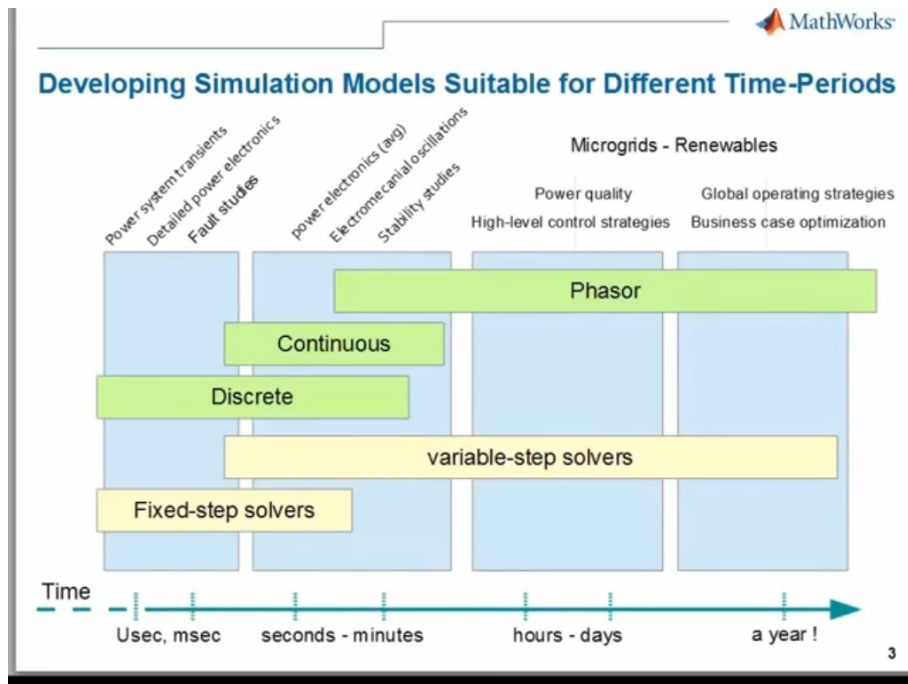 MathWorks
Developing Simulation Models Suitable for Different Time-Periods
Power system transients
Detailed power electronics
Fault studies
power electronics (avg)
Electromecanial oscillations
Stability studies
Microgrids - Renewables
Power quality
High-level control strategies
Global operating strategies
Business case optimization
Phasor
Continuous
Discrete
variable-step solvers
Fixed-step solvers
Time
Usec, msec
seconds - minutes
hours - days
a year !
3